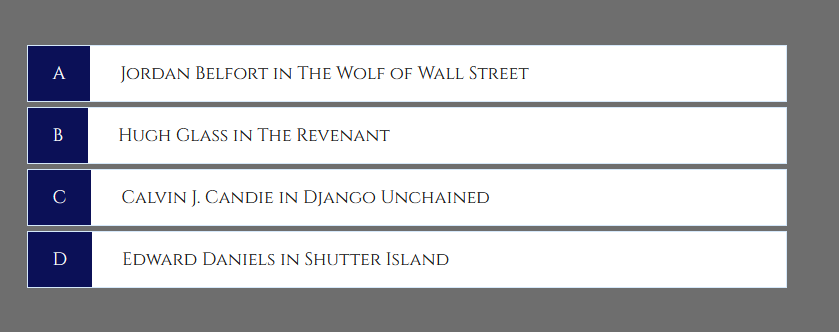 A Jordan Belfort in The Wolf of Wall Street
B Hugh Glass in The Revenant
C Calvin J. Candie in Django Unchained
D Edward Daniels in Shutter Island